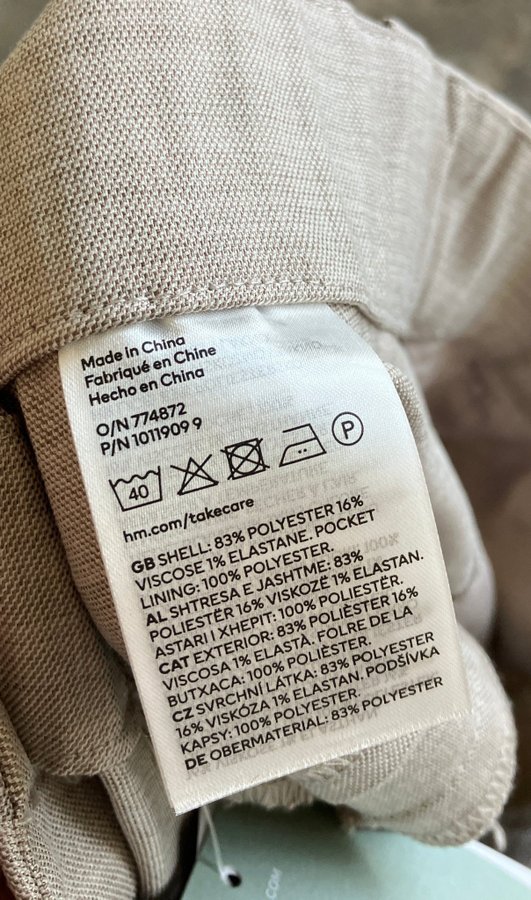 Made in China
Fabriqué en Chine
Hecho en China
O/N 774872
P/N 1011909 9
40
P
hm.com/takecare
GB SHELL: 83% POLYESTER 16%
VISCOSE 1% ELASTANE. POCKET
LINING: 100% POLYESTER.
AL SHTRESA E JASHTME: 83%
POLIESTËR 16% VISKOZË 1% ELASTAN.
ASTARI I XHEPIT: 100% POLIESTËR.
CAT EXTERIOR: 83% POLIÈSTER 16%
VISCOSA 1% ELASTÀ. FOLRE DE LA
BUTXACA: 100% POLIÈSTER.
CZ SVRCHNÍ LÁTKA: 83% POLYESTER
16% VISKÓZA 1% ELASTAN. PODŠÍVKA
KAPSY: 100% POLYESTER.
DE OBERMATERIAL: 83% POLYESTER
.COM